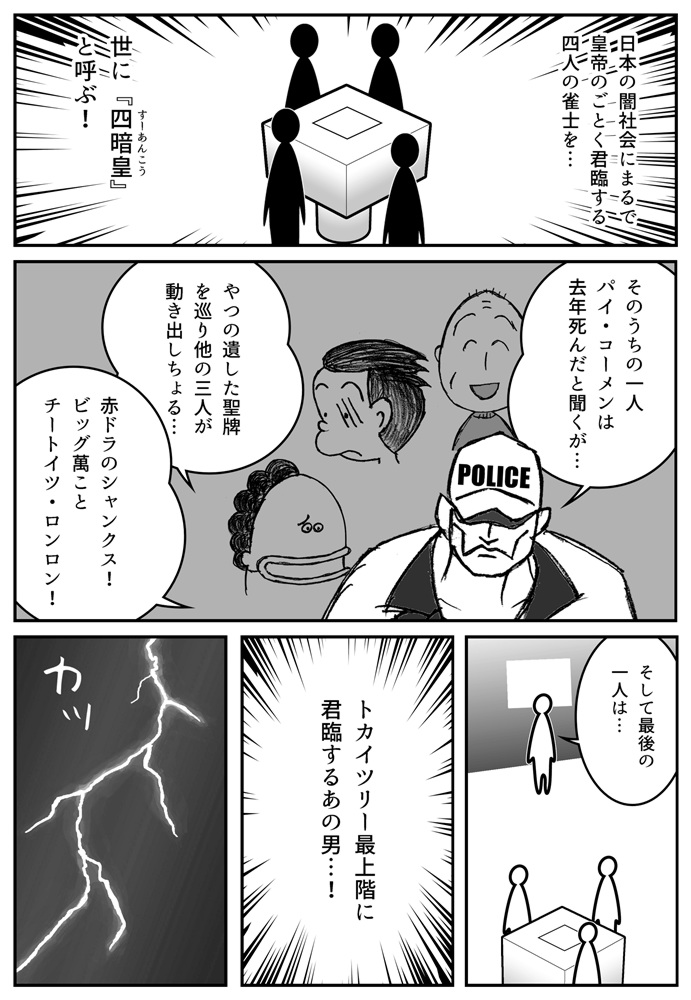 日本の闇社会にまるで
皇帝のごとく君臨する
四人の雀士を…
世に『四暗皇』
すーあんこう
と呼ぶ！
そのうちの一人
パイ・コーメンは
去年死んだと聞くが…
POLICE
やつの遺した聖牌
を巡り他の三人が
動き出しちょる…
赤ドラのシャンクス！
ビッグ萬こと
チートイツ・ロンロン！
そして最後の
一人は…
トカイツリー最上階に
君臨するあの男…！
カッ